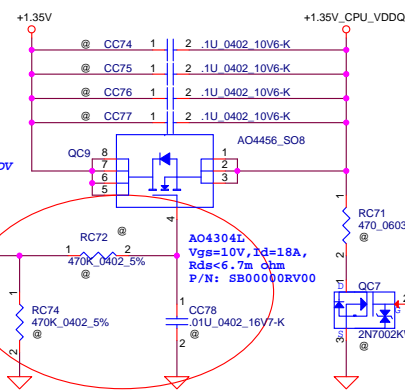 +1.35V +1.35V_CPU_VDDQ
@ CC74 1 2 .1U_0402_10V6-K
@ CC75 1 2 .1U_0402_10V6-K
@ CC76 1 2 .1U_0402_10V6-K
@ CC77 1 2 .1U_0402_10V6-K
AO4456_SO8
QC9
8 1
7 2
6 3
5
4
@
AO4304L
Vgs=10V,Id=18A,
Rds<6.7m ohm
P/N: SB00000RV00
RC72
1 2
470K_0402_5%
@
1
RC74
470K_0402_5%
@
2
1
CC78
.01U_0402_16V7-K
@
2
1
RC71
470_0603
@
2
1
QC7
D
G
2
S
3
2N7002K
@